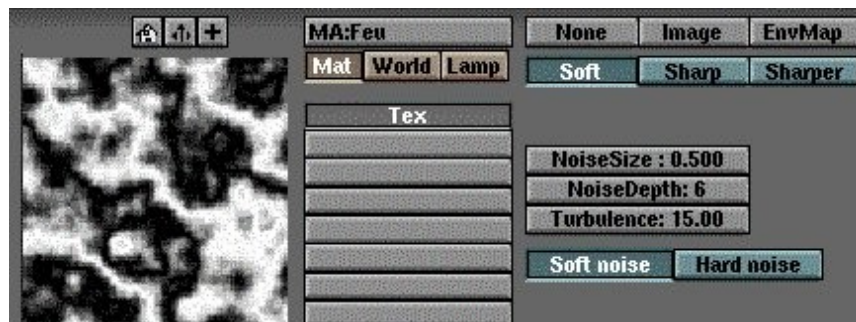 MA:Feu None Image EnvMap
Mat World Lamp Soft Sharp Sharper
Tex
NoiseSize : 0.500
NoiseDepth: 6
Turbulence: 15.00
Soft noise Hard noise